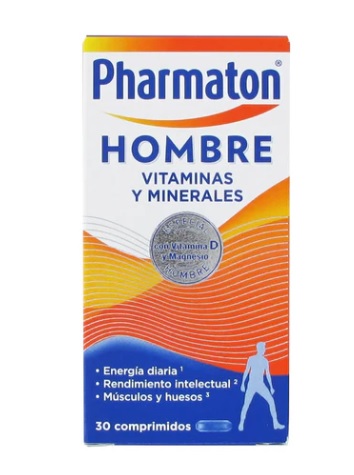 Pharmaton®
HOMBRE
VITAMINAS
Y MINERALES
con Vitamina D
y Magnesio
HOMBRE
• Energía diaria ¹
• Rendimiento intelectual ²
• Músculos y huesos ³
30 comprimidos